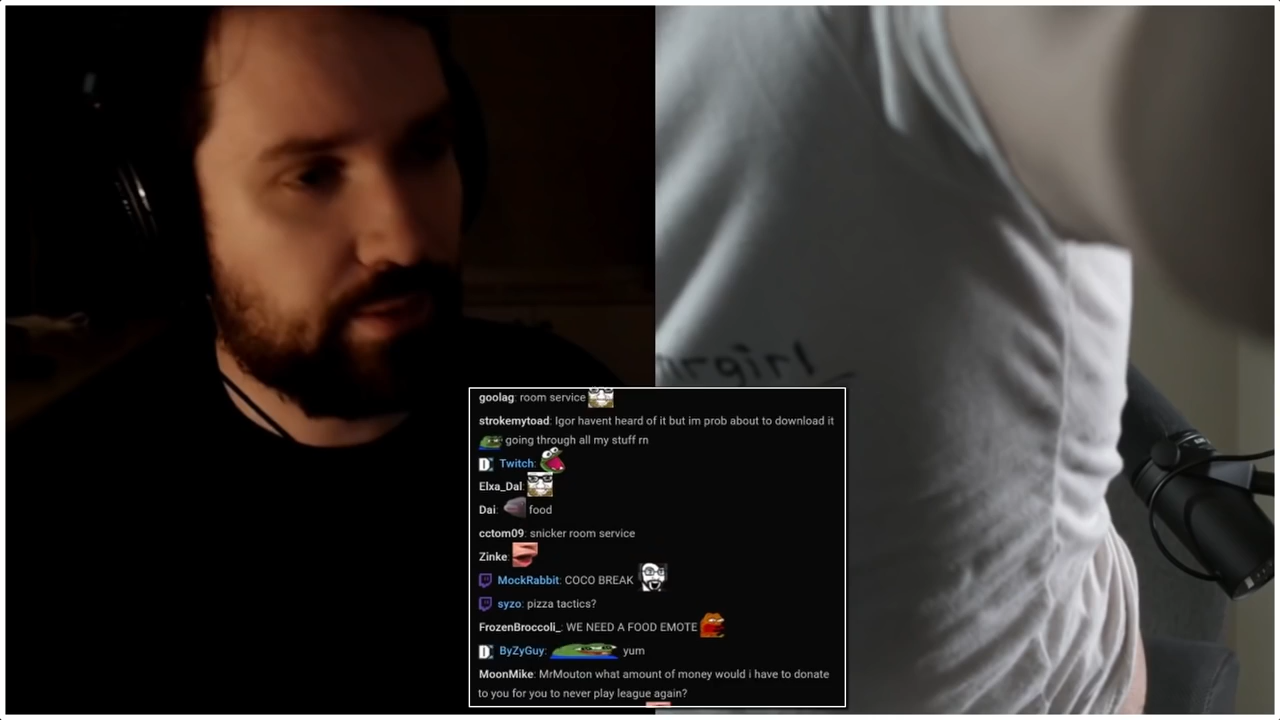 goolag: room service
strokemytoad: Igor havent heard of it but im prob about to download it
going through all my stuff rn
Twitch:
Elxa_Dal:
Dai: food
cctom09: snicker room service
Zinke:
MockRabbit: COCO BREAK
syzo: pizza tactics?
FrozenBroccoli_: WE NEED A FOOD EMOTE
ByZyGuy: yum
MoonMike: MrMouton what amount of money would i have to donate
to you for you to never play league again?